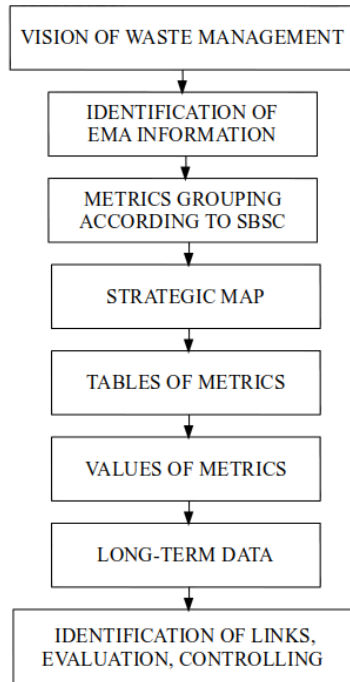 VISION OF WASTE MANAGEMENT
IDENTIFICATION OF
EMA INFORMATION
METRICS GROUPING
ACCORDING TO SBSC
STRATEGIC MAP
TABLES OF METRICS
VALUES OF METRICS
LONG-TERM DATA
IDENTIFICATION OF LINKS,
EVALUATION, CONTROLLING